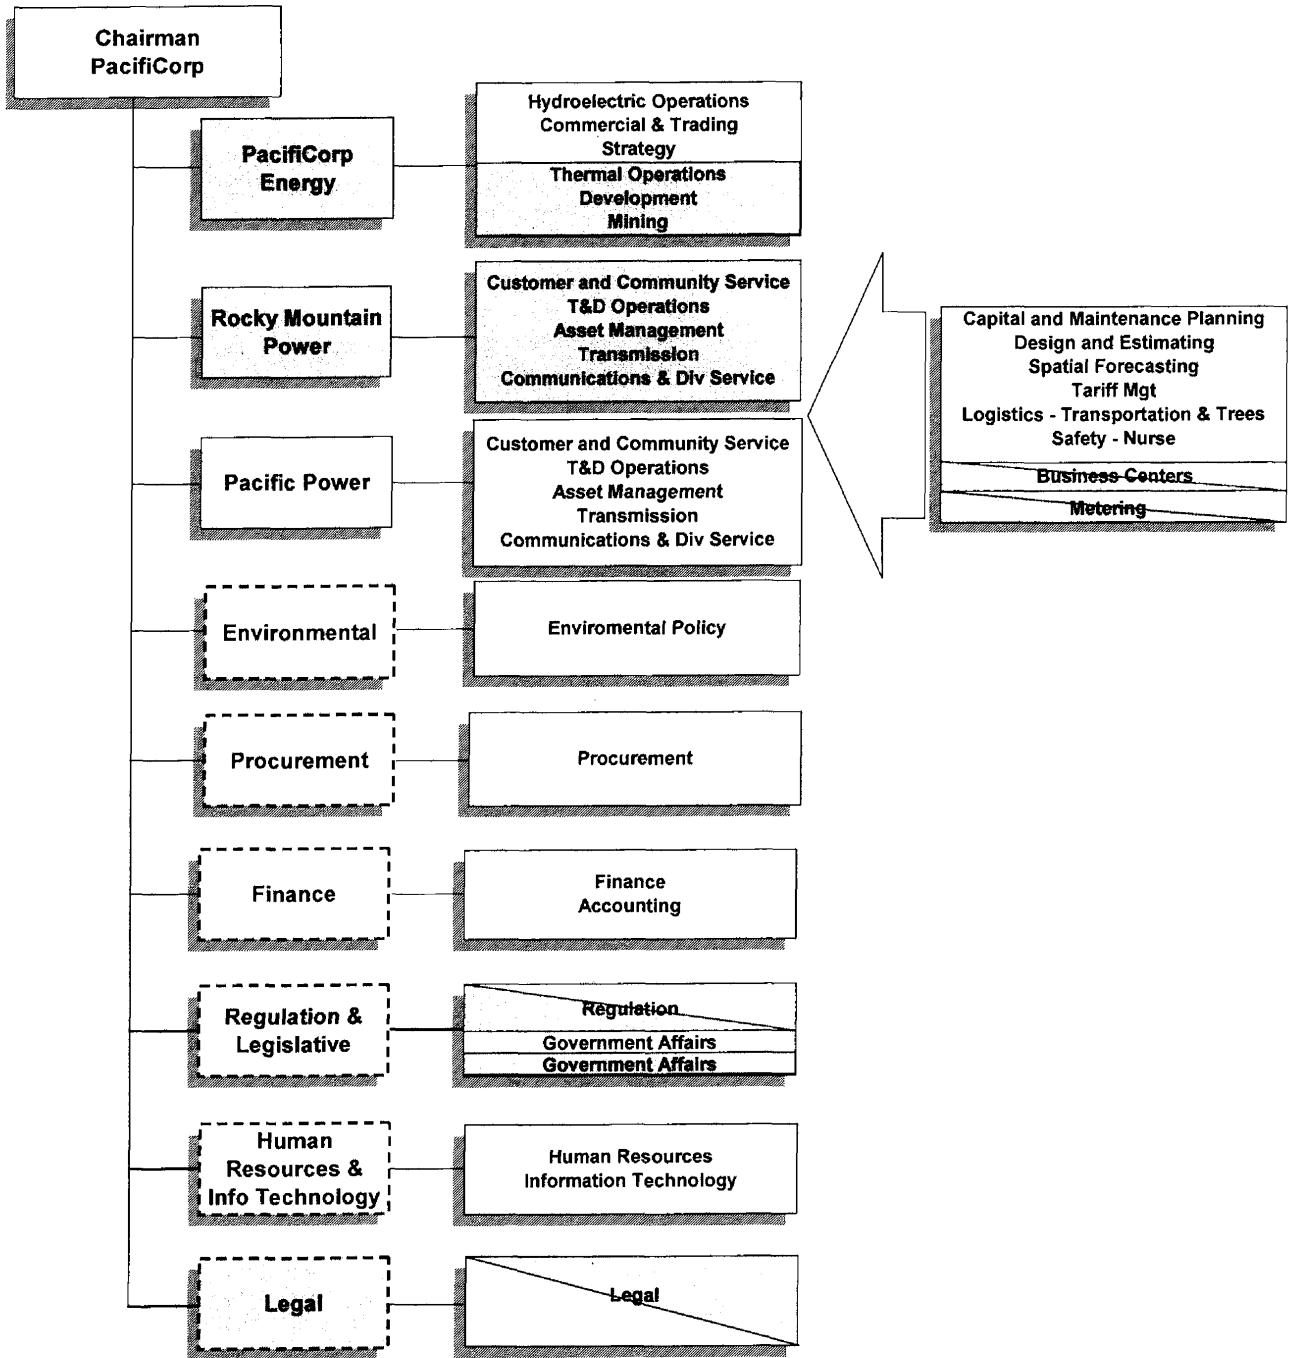 Chairman
PacifiCorp
PacifiCorp
Energy
Hydroelectric Operations
Commercial & Trading
Strategy
Thermal Operations
Development
Mining
Rocky Mountain
Power
Customer and Community Service
T&D Operations
Asset Management
Transmission
Communications & Div Service
Capital and Maintenance Planning
Design and Estimating
Spatial Forecasting
Tariff Mgt
Logistics - Transportation & Trees
Safety - Nurse
Business Centers
Metering
Pacific Power
Customer and Community Service
T&D Operations
Asset Management
Transmission
Communications & Div Service
Environmental
Enviromental Policy
Procurement
Procurement
Finance
Finance
Accounting
Regulation &
Legislative
Regulation
Government Affairs
Government Affairs
Human
Resources &
Info Technology
Human Resources
Information Technology
Legal
Legal